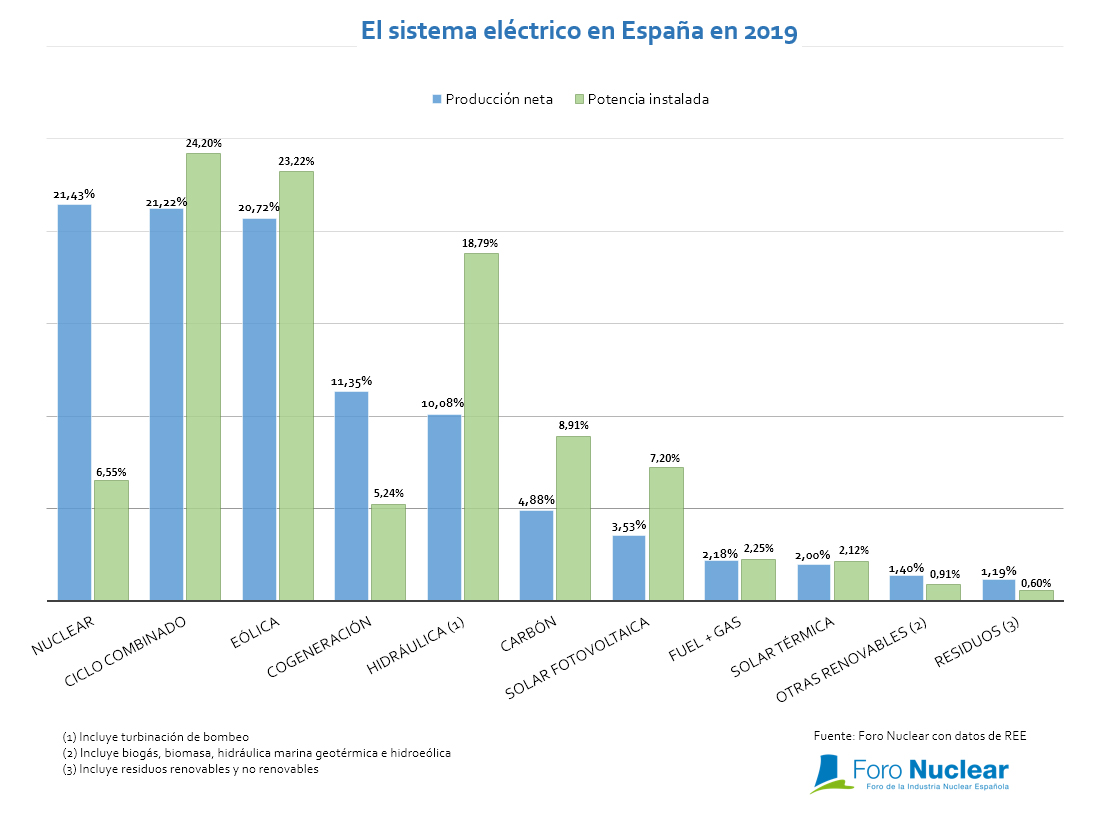 El sistema eléctrico en España en 2019
Producción neta
Potencia instalada
21,43%
6,55%
21,22%
24,20%
20,72%
23,22%
11,35%
5,24%
10,08%
18,79%
4,88%
8,91%
3,53%
7,20%
2,18%
2,25%
2,00%
2,12%
1,40%
0,91%
1,19%
0,60%
NUCLEAR
CICLO COMBINADO
EÓLICA
COGENERACIÓN
HIDRÁULICA (1)
CARBÓN
SOLAR FOTOVOLTAICA
FUEL + GAS
SOLAR TÉRMICA
OTRAS RENOVABLES (2)
RESIDUOS (3)
(1) Incluye turbinación de bombeo
(2) Incluye biogás, biomasa, hidráulica marina geotérmica e hidroeólica
(3) Incluye residuos renovables y no renovables
Fuente: Foro Nuclear con datos de REE
Foro Nuclear
Foro de la Industria Nuclear Española